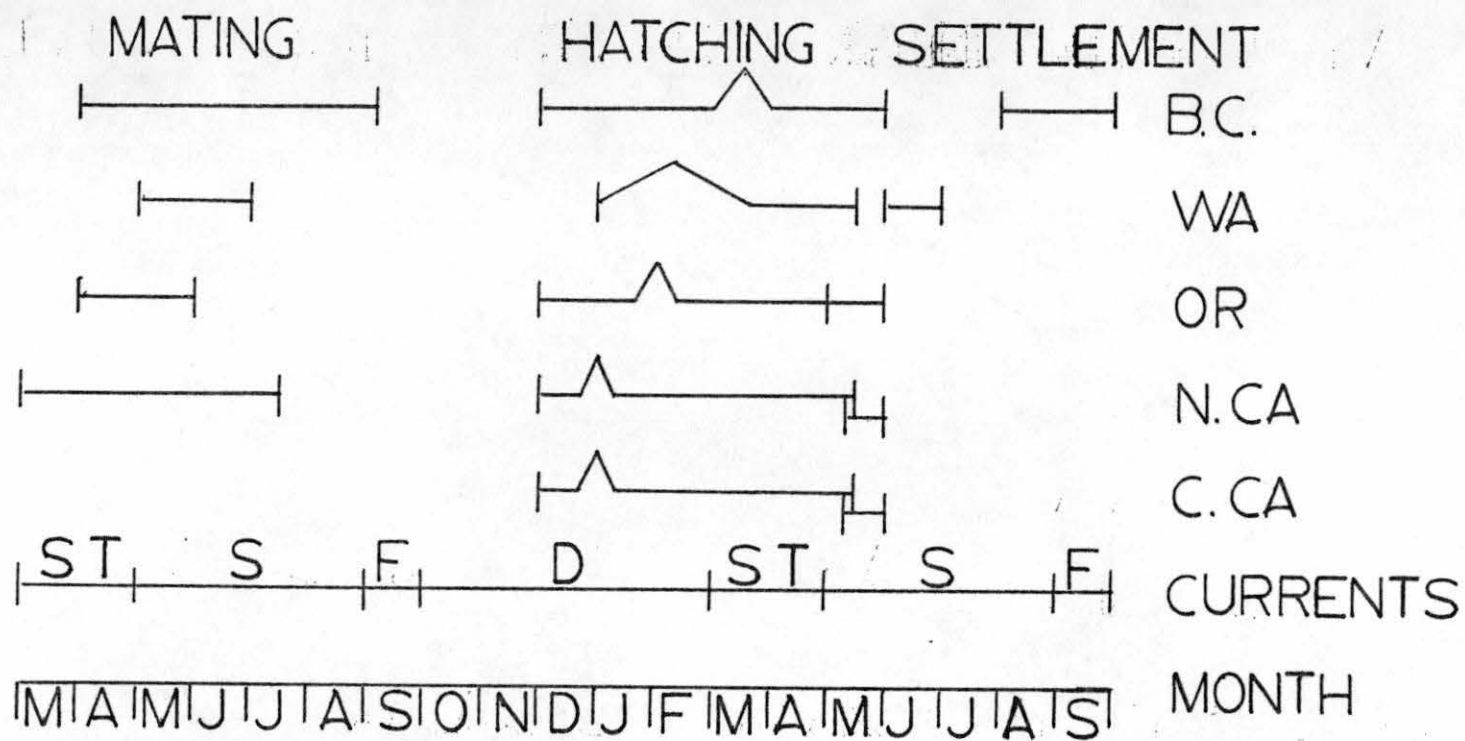 MATING HATCHING SETTLEMENT
B.C.
WA
OR
N.CA
C.CA
ST S F D ST S F CURRENTS
M A M J J A S O N D J F M A M J J A S MONTH